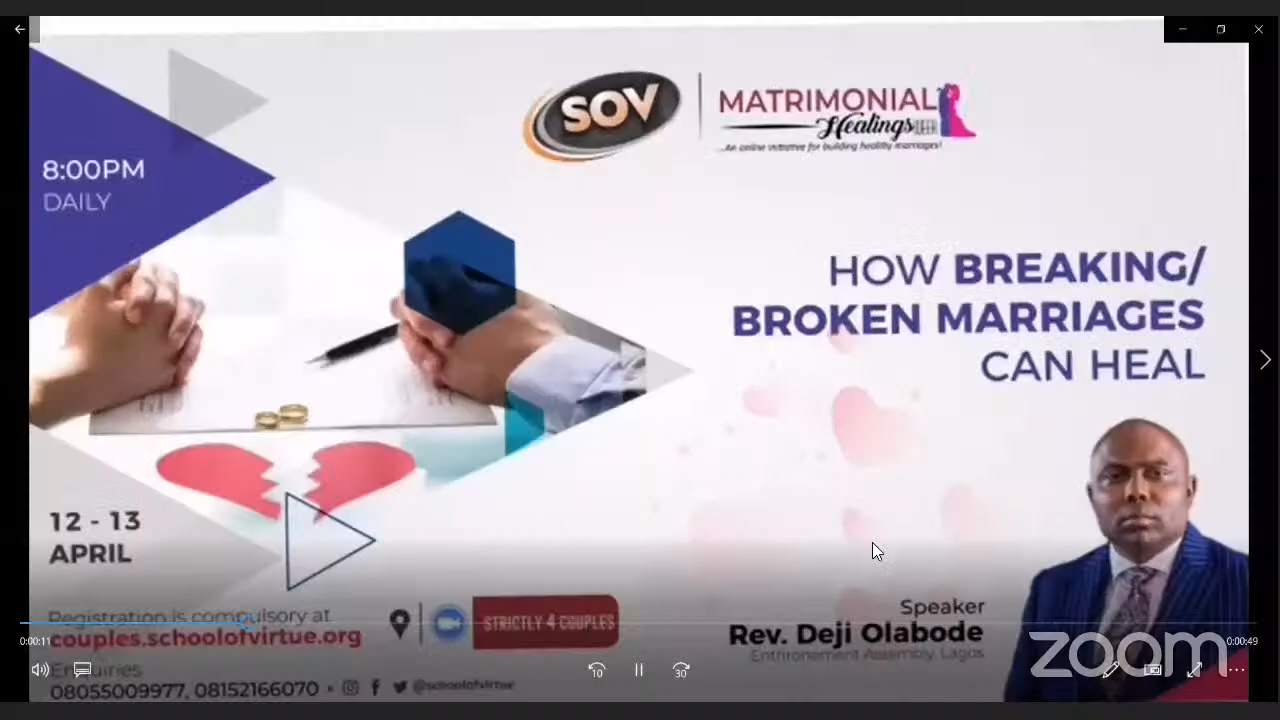 8:00PM
DAILY
SOV
MATRIMONIAL
Healings WEEK
...An online initiative for building healthy marriages!
HOW BREAKING/
BROKEN MARRIAGES
CAN HEAL
12 - 13
APRIL
Registration is compulsory at
couples.schoolofvirtue.org
STRICTLY 4 COUPLES
Enquiries
08055009977, 08152166070 • @schoolofvirtue
Speaker
Rev. Deji Olabode
Enthronement Assembly, Lagos
zoom
0:00:11
0:00:49
10
30